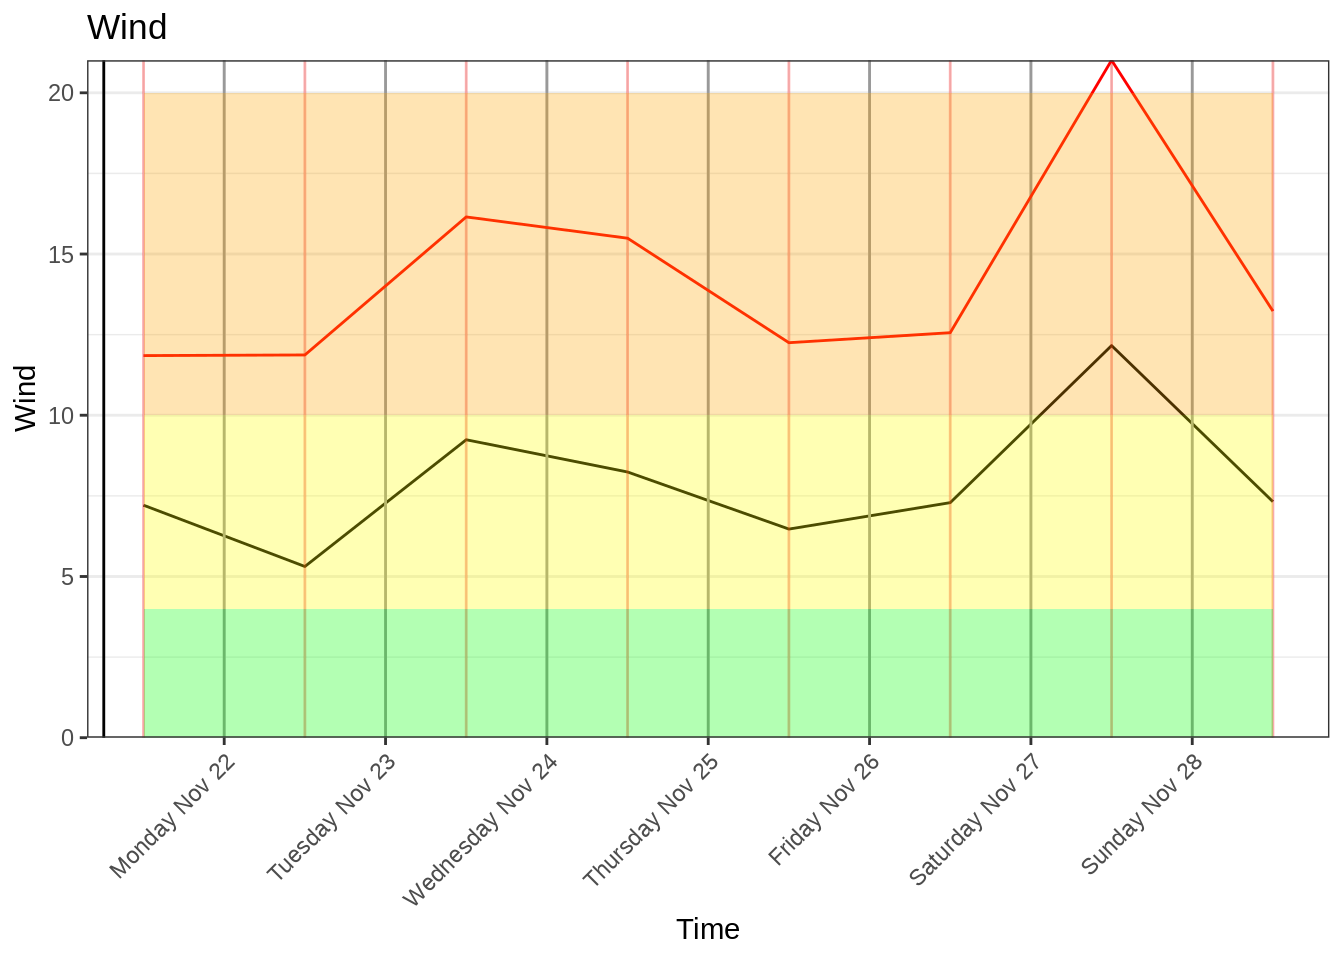 Wind
20
15
10
5
0
Wind
Monday Nov 22
Tuesday Nov 23
Wednesday Nov 24
Thursday Nov 25
Friday Nov 26
Saturday Nov 27
Sunday Nov 28
Time